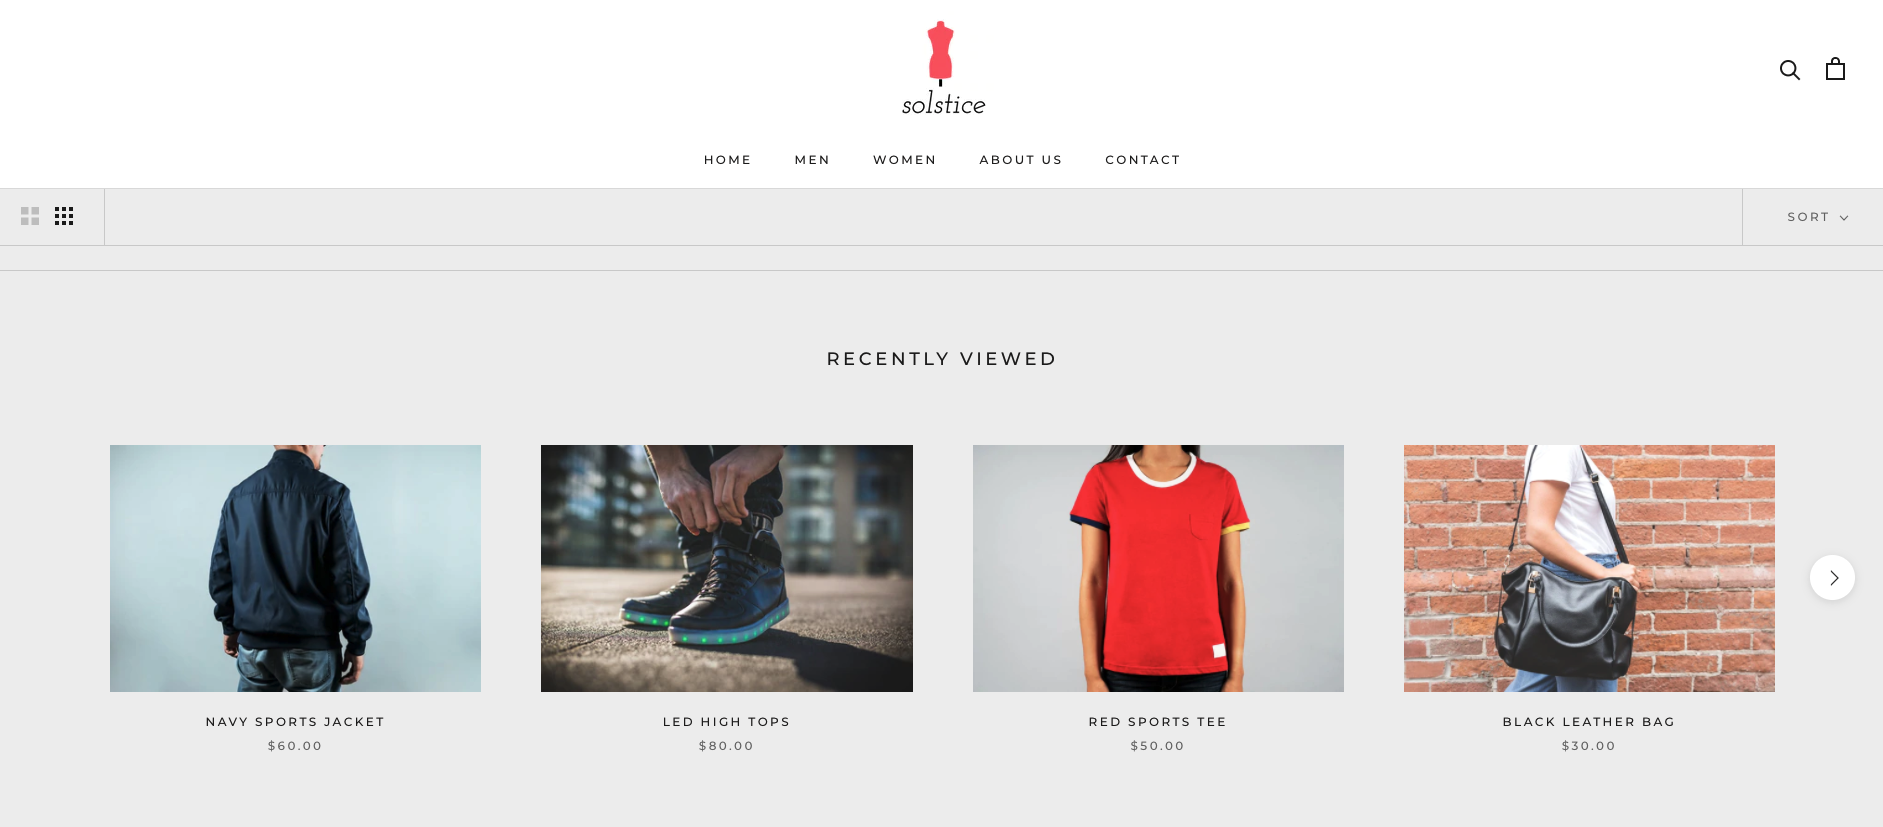 solstice
HOME MEN WOMEN ABOUT US CONTACT
SORT
RECENTLY VIEWED
NAVY SPORTS JACKET LED HIGH TOPS RED SPORTS TEE BLACK LEATHER BAG
$60.00 $80.00 $50.00 $30.00